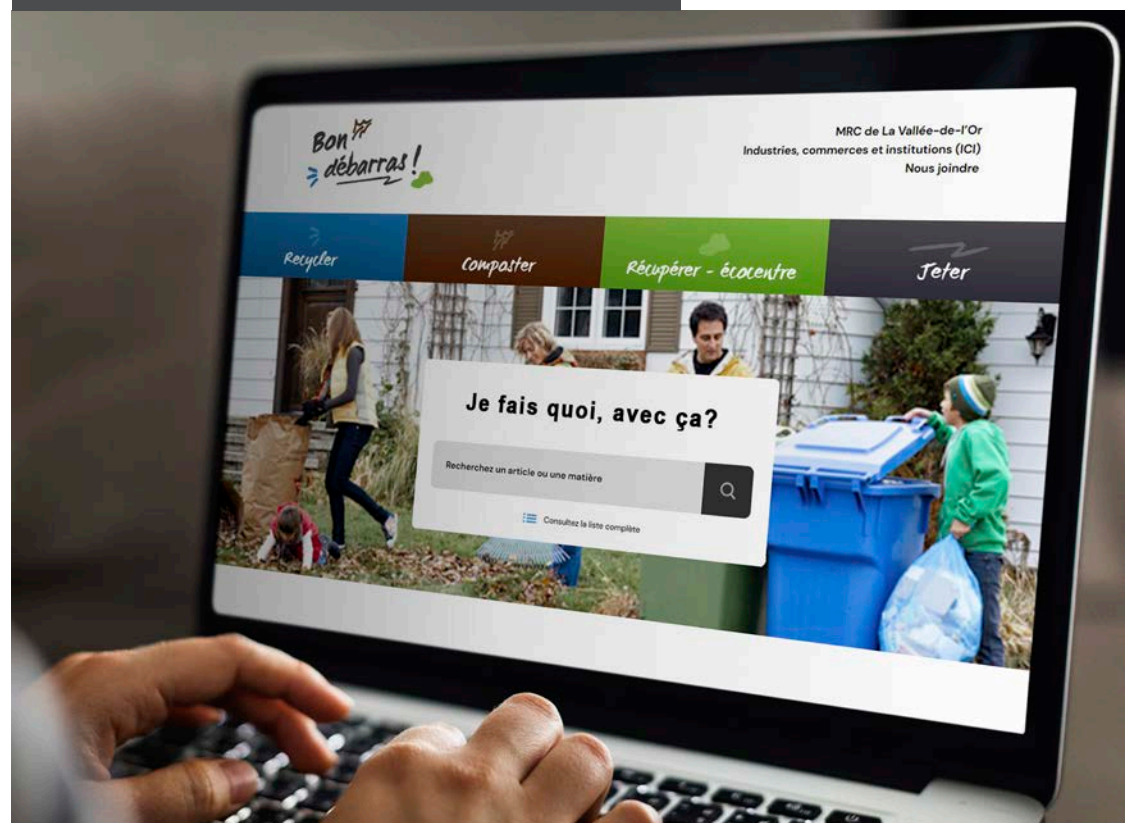 Bon
débarras !
MRC de La Vallée-de-l'Or
Industries, commerces et institutions (ICI)
Nous joindre
Recycler
Composter
Récupérer - écocentre
Jeter
Je fais quoi, avec ça?
Recherchez un article ou une matière
Consultez la liste complète